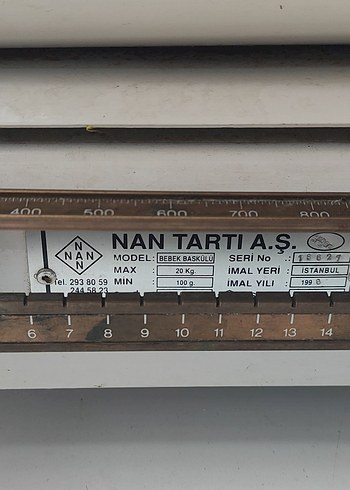 400 500 600 700 800
NAN TARTI A.Ş.
N
NAN
N
MODEL: BEBEK BASKÜLÜ SERİ No .:
MAX : 20 Kg. İMAL YERİ : İSTANBUL
Tel. 293 80 59 MIN : 100 g. İMAL YILI : 199
244 58 23
6 7 8 9 10 11 12 13 14